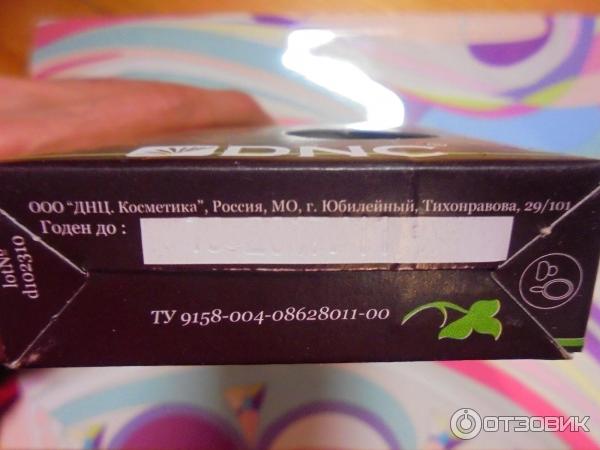 DNC
ООО "ДНЦ. Косметика", Россия, МО, г. Юбилейный, Тихонравова, 29/101
Годен до :
lot№
d102310
ТУ 9158-004-08628011-00
ОТЗОВИК